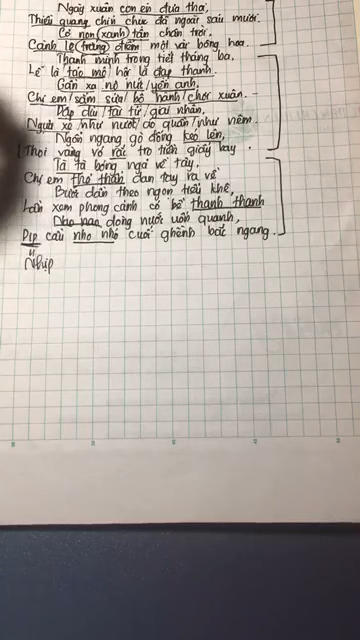 Ngày xuân con én đưa thoi,
Thiều quang chín chục đã ngoài sáu mươi.
Cỏ non (xanh) tận chân trời,
Cành lê (trắng) điểm một vài bông hoa.
Thanh minh trong tiết tháng ba,
Lễ là tảo mộ, hội là đạp thanh.
Gần xa nô nức yến anh,
Chị em/sắm sửa/bộ hành/chơi xuân.
Dập dìu/tài tử/giai nhân,
Ngựa xe/như nước/áo quần/như nêm.
Ngổn ngang gò đống kéo lên,
Thoi vàng vó rắc tro tiền giấy bay.
Tà tà bóng ngả về tây,
Chị em thơ thẩn dan tay ra về
Bước dần theo ngọn tiểu khê,
Lần xem phong cảnh có bề thanh thanh
Nao nao dòng nước uốn quanh,
Dịp cầu nho nhỏ cuối ghềnh bắt ngang.
Nhịp